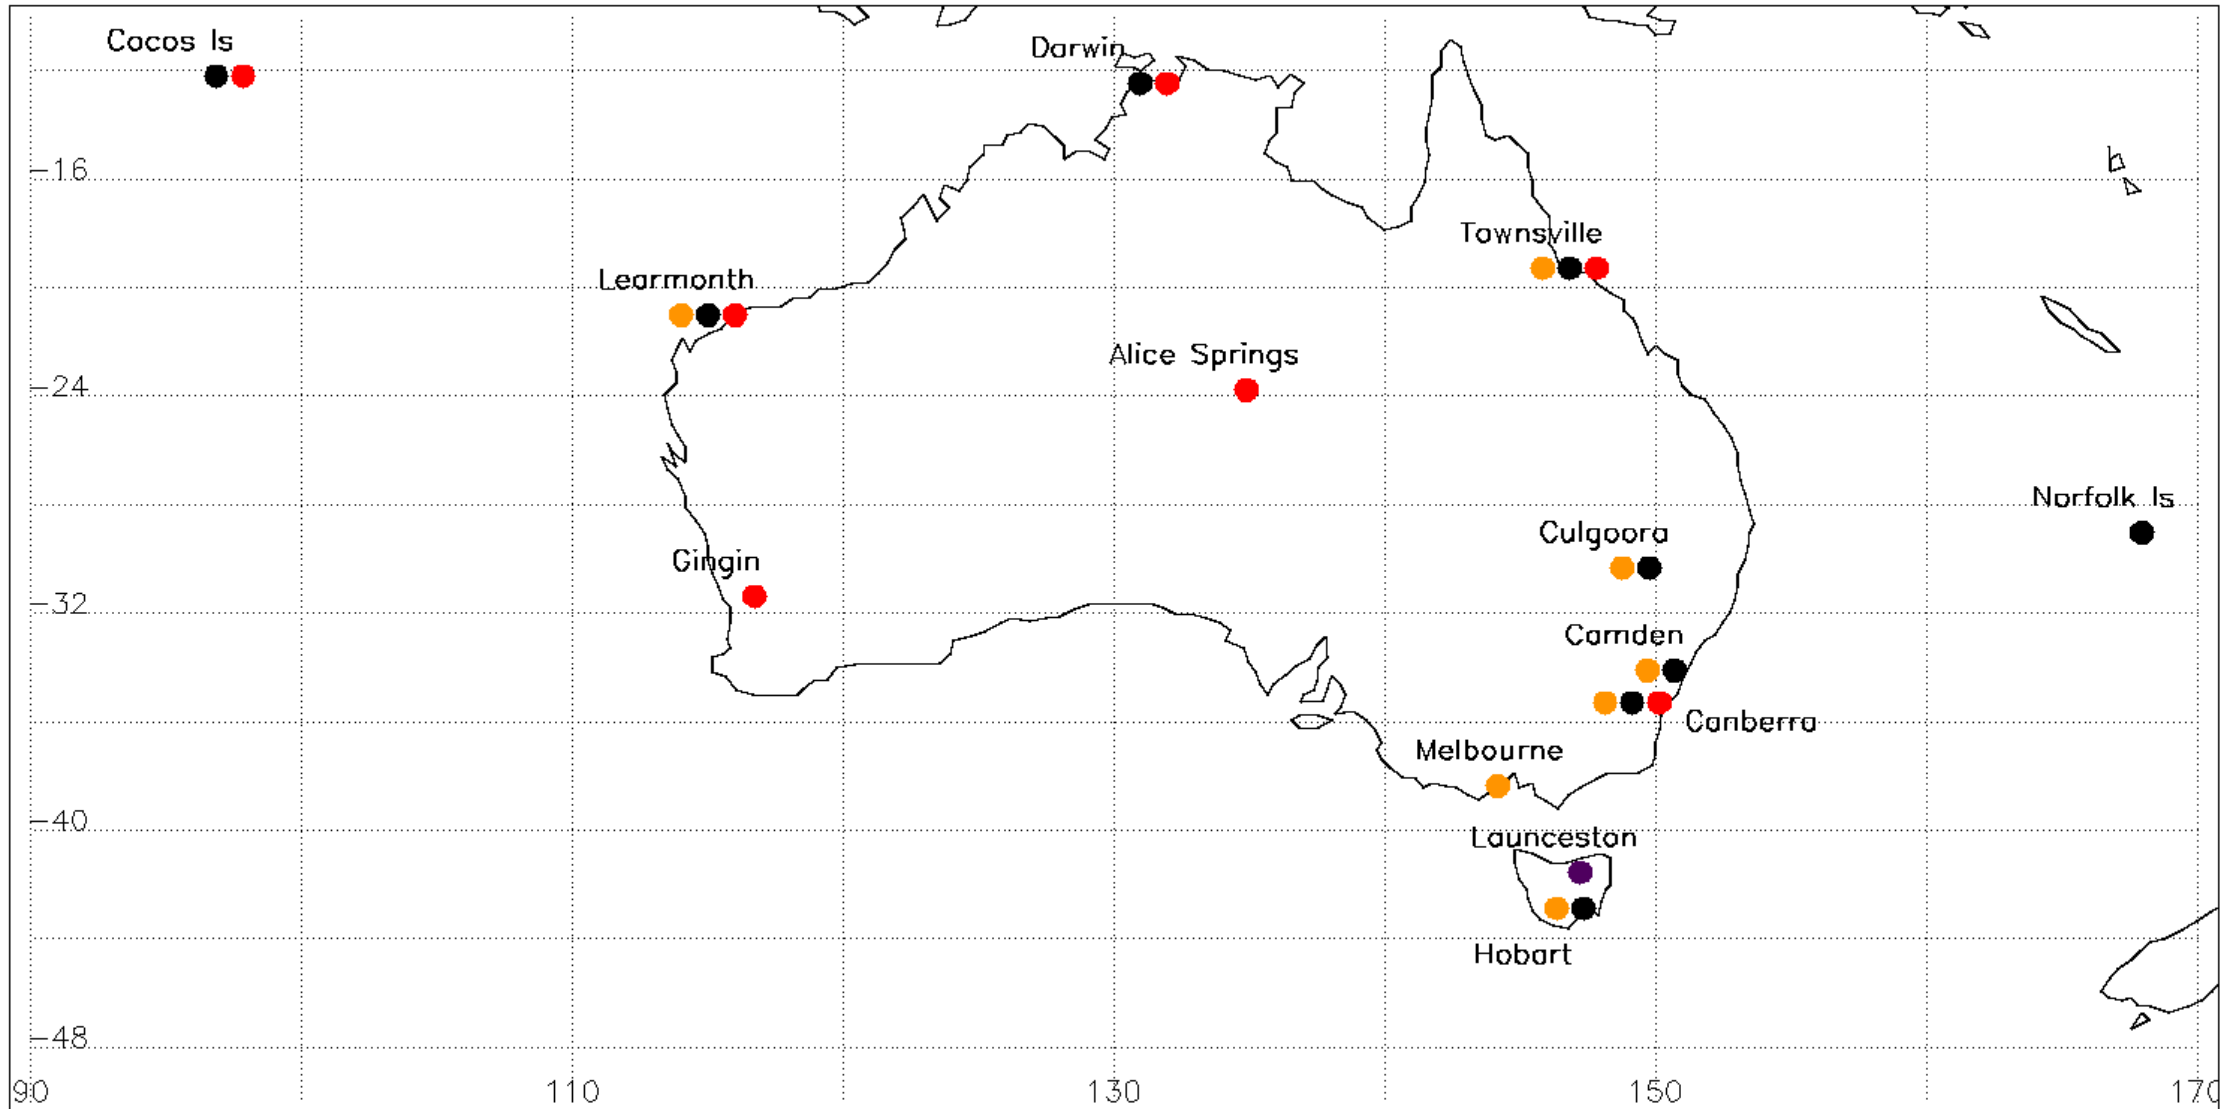 Cocos Is
Darwin
-16
Townsville
Learmonth
Alice Springs
-24
Norfolk Is
Culgoora
Gingin
-32
Camden
Canberra
Melbourne
-40
Launceston
Hobart
-48
90 110 130 150 170